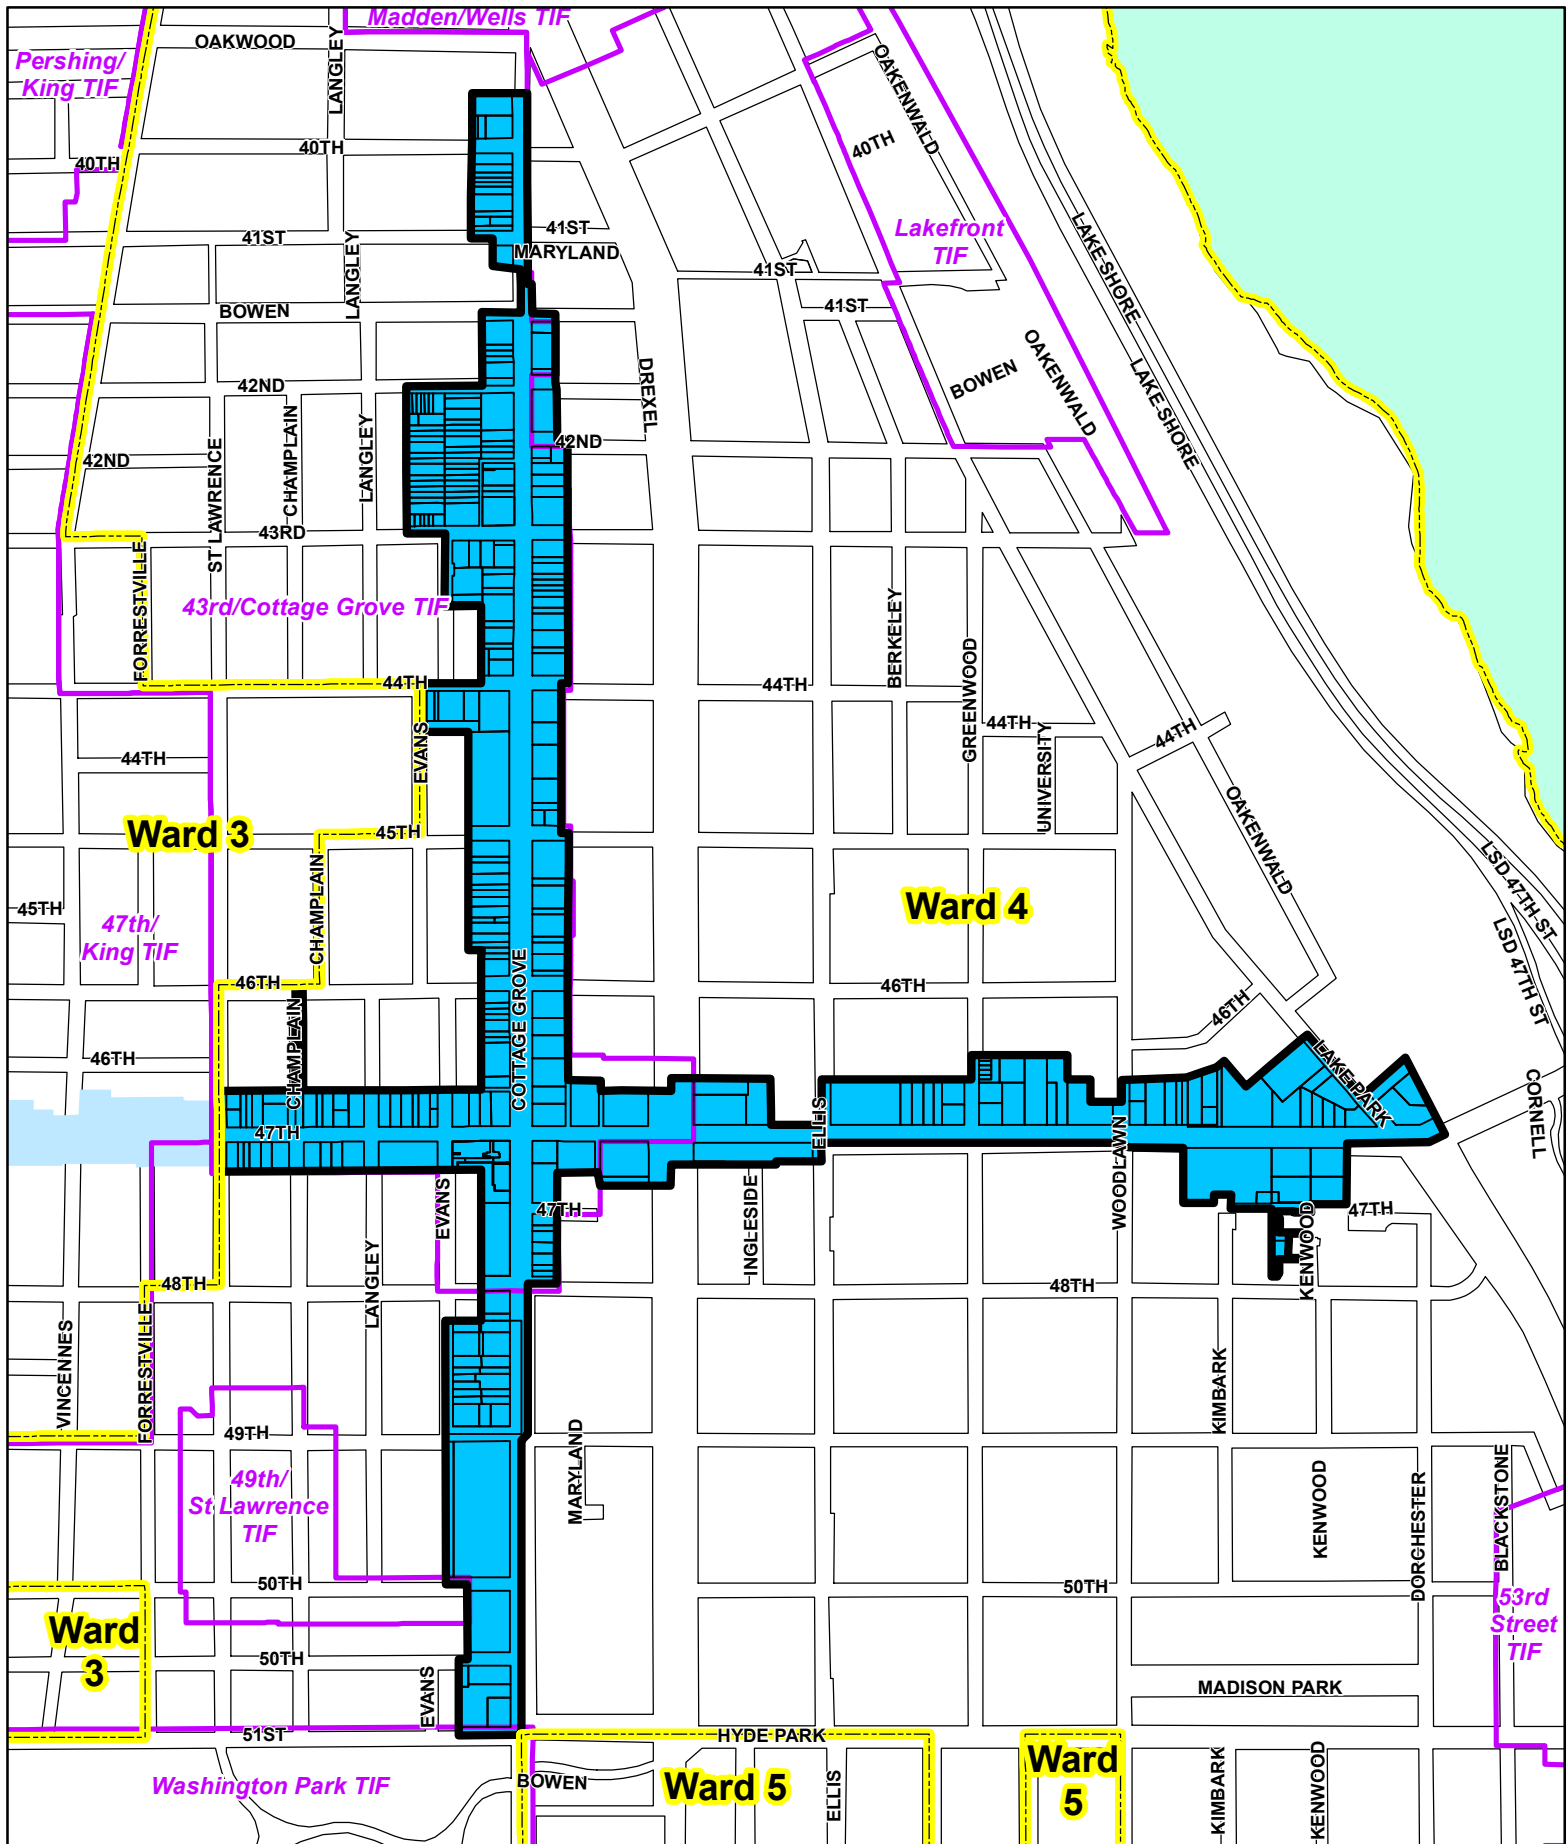 Madden/Wells TIF
OAKWOOD
LANGLEY
Pershing/
King TIF
OAKENWALD
40TH
40TH
40TH
LAKE SHORE
Lakefront
TIF
41ST
41ST
LANGLEY
MARYLAND
41ST
41ST
BOWEN
OAKENWALD
LAKE SHORE
DREXEL
BOWEN
42ND
CHAMPLAIN
LANGLEY
42ND
42ND
ST LAWRENCE
43RD
FORRESTVILLE
43rd/Cottage Grove TIF
BERKELEY
GREENWOOD
44TH
44TH
44TH
44TH
EVANS
UNIVERSITY
44TH
OAKENWALD
Ward 3
45TH
CHAMPLAIN
LSD 47TH ST
Ward 4
45TH
47th/
King TIF
LSD 47TH ST
COTTAGE GROVE
46TH
46TH
46TH
CHAMPLAIN
46TH
LAKE PARK
CORNELL
47TH
ELLIS
WOODLAWN
EVANS
INGLESIDE
47TH
47TH
LANGLEY
KENWOOD
48TH
48TH
VINCENNES
FORRESTVILLE
KIMBARK
49TH
MARYLAND
49th/
St Lawrence
TIF
KENWOOD
DORCHESTER
BLACKSTONE
50TH
50TH
53rd
Street
TIF
Ward
3
50TH
EVANS
MADISON PARK
51ST
HYDE PARK
Washington Park TIF
BOWEN
Ward 5
ELLIS
Ward
5
KIMBARK
KENWOOD